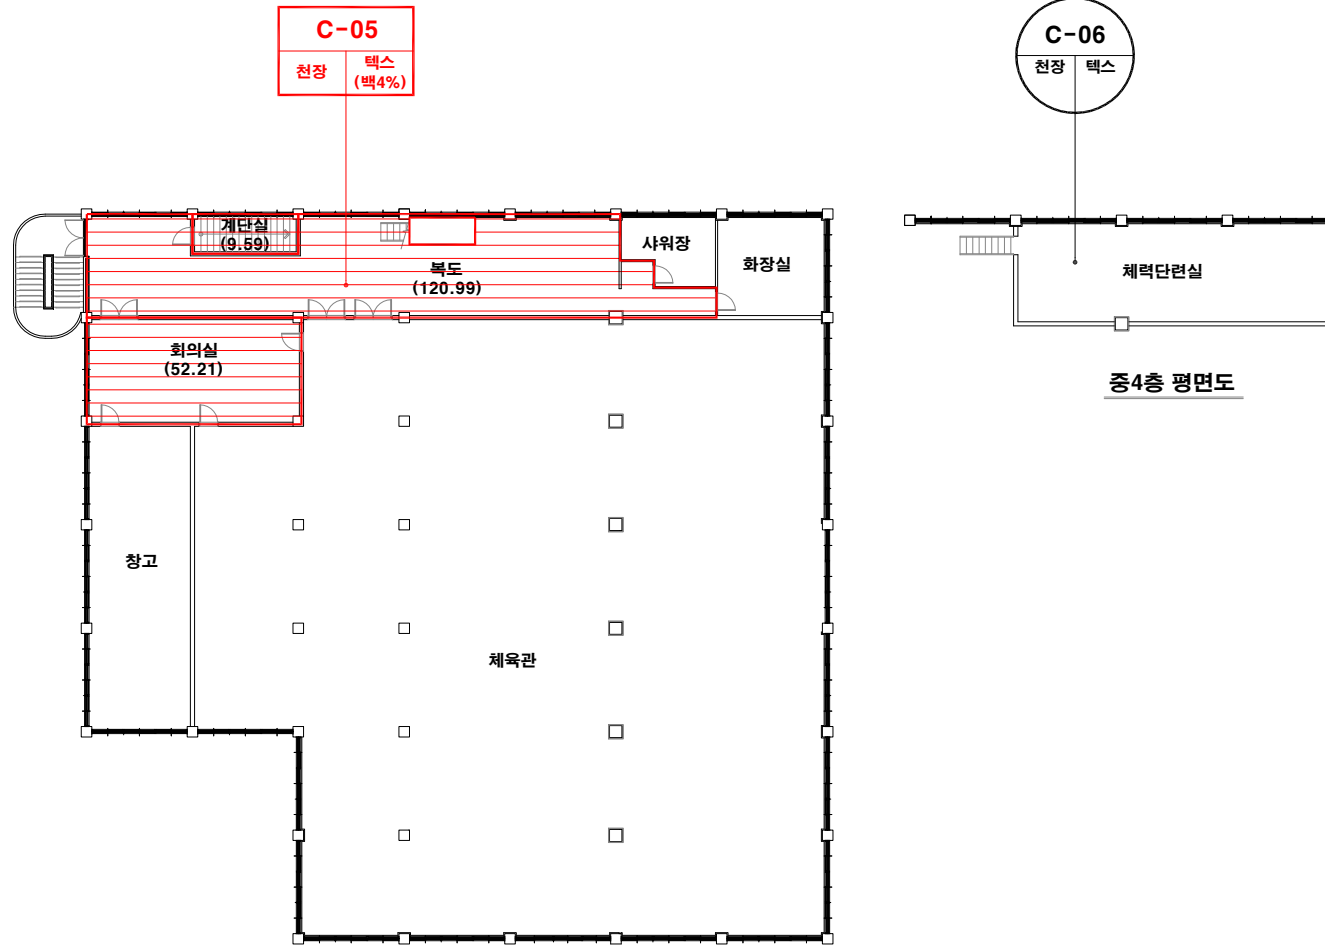 C-05
천장
텍스
(백4%)
C-06
천장
텍스
계단실
(9.59)
복도
(120.99)
샤워장
화장실
회의실
(52.21)
체력단련실
중4층 평면도
창고
체육관